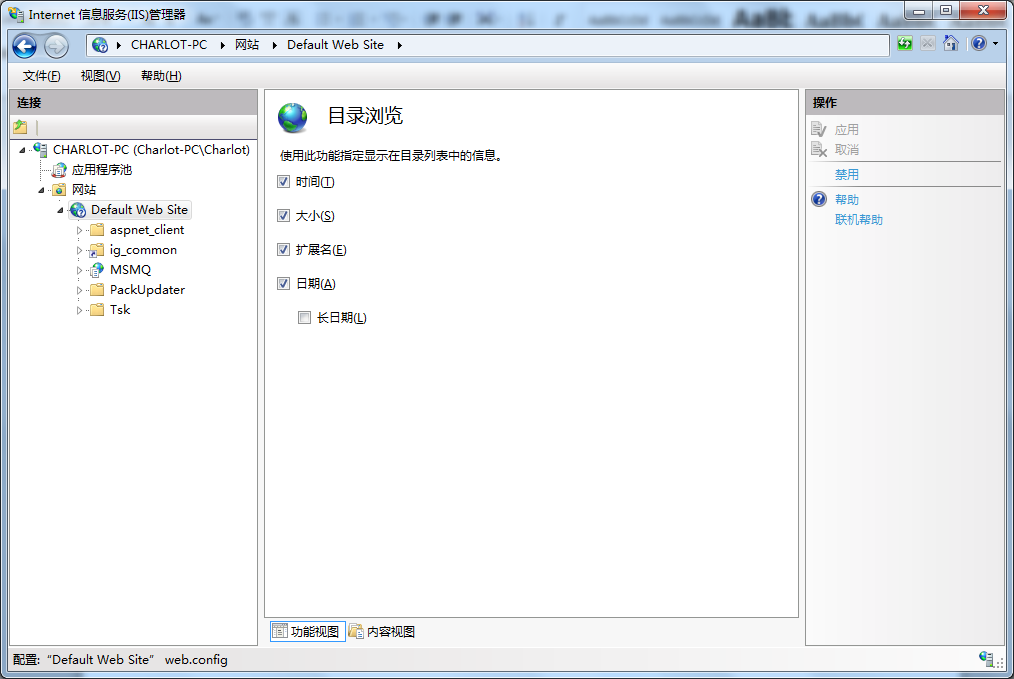 Internet 信息服务(IIS)管理器
CHARLOT-PC 网站 Default Web Site
文件(F) 视图(V) 帮助(H)
连接
CHARLOT-PC (Charlot-PC\Charlot)
应用程序池
网站
Default Web Site
aspnet_client
ig_common
MSMQ
PackUpdater
Tsk
目录浏览
使用此功能指定显示在目录列表中的信息。
时间(T)
大小(S)
扩展名(E)
日期(A)
长日期(L)
功能视图 内容视图
操作
应用
取消
禁用
帮助
联机帮助
配置: “Default Web Site” web.config